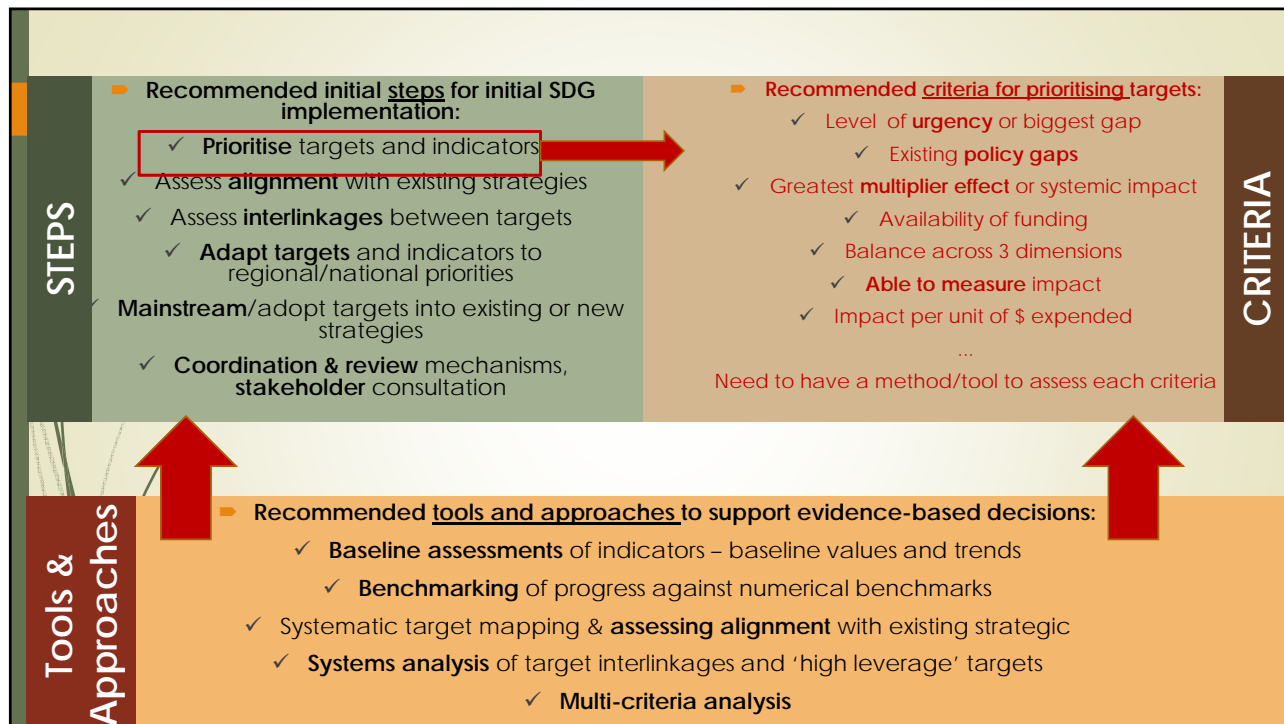 STEPS
Recommended initial steps for initial SDG
implementation:
✓ Prioritise targets and indicators
✓ Assess alignment with existing strategies
✓ Assess interlinkages between targets
✓ Adapt targets and indicators to
regional/national priorities
✓ Mainstream/adopt targets into existing or new
strategies
✓ Coordination & review mechanisms,
stakeholder consultation
Recommended criteria for prioritising targets:
✓ Level of urgency or biggest gap
✓ Existing policy gaps
✓ Greatest multiplier effect or systemic impact
✓ Availability of funding
✓ Balance across 3 dimensions
✓ Able to measure impact
✓ Impact per unit of $ expended
...
Need to have a method/tool to assess each criteria
CRITERIA
Tools &
Approaches
Recommended tools and approaches to support evidence-based decisions:
✓ Baseline assessments of indicators – baseline values and trends
✓ Benchmarking of progress against numerical benchmarks
✓ Systematic target mapping & assessing alignment with existing strategic
✓ Systems analysis of target interlinkages and ‘high leverage’ targets
✓ Multi-criteria analysis